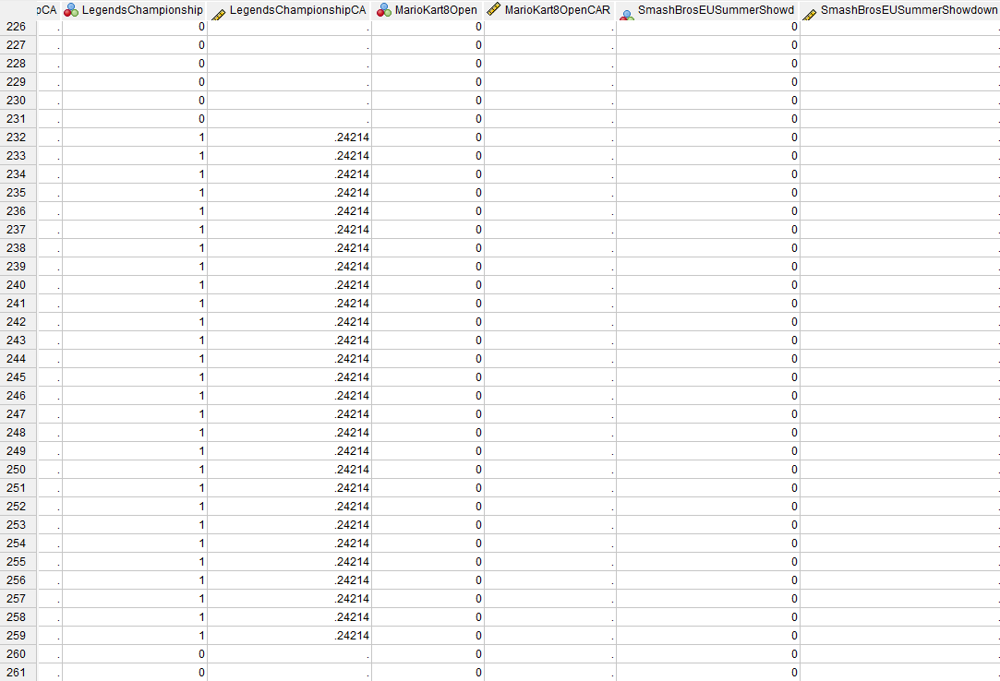 pCA LegendsChampionship LegendsChampionshipCA MarioKart8Open MarioKart8OpenCAR SmashBrosEUSummerShowd SmashBrosEUSummerShowdown
226 . 0 . 0 . 0 .
227 . 0 . 0 . 0 .
228 . 0 . 0 . 0 .
229 . 0 . 0 . 0 .
230 . 0 . 0 . 0 .
231 . 0 . 0 . 0 .
232 . 1 .24214 0 . 0 .
233 . 1 .24214 0 . 0 .
234 . 1 .24214 0 . 0 .
235 . 1 .24214 0 . 0 .
236 . 1 .24214 0 . 0 .
237 . 1 .24214 0 . 0 .
238 . 1 .24214 0 . 0 .
239 . 1 .24214 0 . 0 .
240 . 1 .24214 0 . 0 .
241 . 1 .24214 0 . 0 .
242 . 1 .24214 0 . 0 .
243 . 1 .24214 0 . 0 .
244 . 1 .24214 0 . 0 .
245 . 1 .24214 0 . 0 .
246 . 1 .24214 0 . 0 .
247 . 1 .24214 0 . 0 .
248 . 1 .24214 0 . 0 .
249 . 1 .24214 0 . 0 .
250 . 1 .24214 0 . 0 .
251 . 1 .24214 0 . 0 .
252 . 1 .24214 0 . 0 .
253 . 1 .24214 0 . 0 .
254 . 1 .24214 0 . 0 .
255 . 1 .24214 0 . 0 .
256 . 1 .24214 0 . 0 .
257 . 1 .24214 0 . 0 .
258 . 1 .24214 0 . 0 .
259 . 1 .24214 0 . 0 .
260 . 0 . 0 . 0 .
261 . 0 . 0 . 0 .